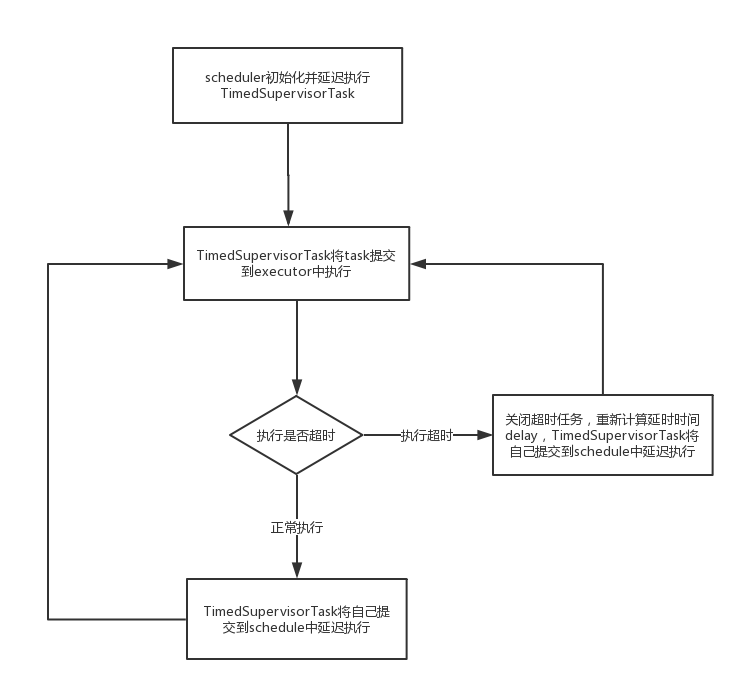 scheduler初始化并延迟执行
TimedSupervisorTask
TimedSupervisorTask将task提交
到executor中执行
执行是否超时
执行超时
关闭超时任务，重新计算延时时间
delay，TimedSupervisorTask将
自己提交到schedule中延迟执行
正常执行
TimedSupervisorTask将自己提
交到schedule中延迟执行